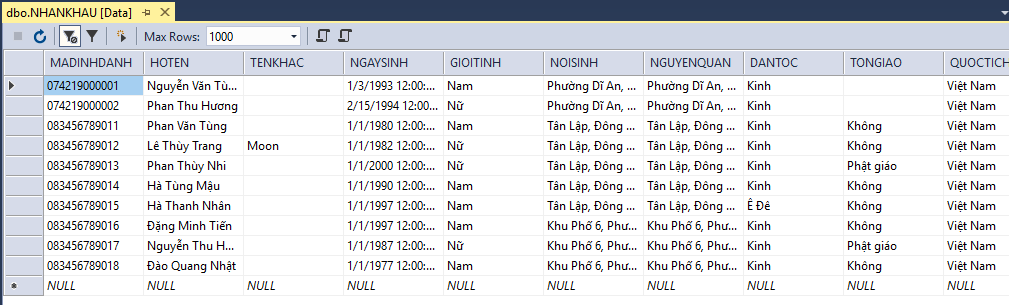 dbo.NHANKHAU [Data]
Max Rows: 1000
MADINHDANH HOTEN TENKHAC NGAYSINH GIOITINH NOISINH NGUYENQUAN DANTOC TONGIAO QUOCTICH
074219000001 Nguyễn Văn Tù... 1/3/1993 12:00:... Nam Phường Dĩ An, ... Phường Dĩ An, ... Kinh Việt Nam
074219000002 Phan Thu Hương 2/15/1994 12:00... Nữ Phường Dĩ An, ... Phường Dĩ An, ... Kinh Việt Nam
083456789011 Phan Văn Tùng 1/1/1980 12:00:... Nam Tân Lập, Đông ... Tân Lập, Đông ... Kinh Không Việt Nam
083456789012 Lê Thùy Trang Moon 1/1/1982 12:00:... Nữ Tân Lập, Đông ... Tân Lập, Đông ... Kinh Không Việt Nam
083456789013 Phan Thùy Nhi 1/1/2000 12:00:... Nữ Tân Lập, Đông ... Tân Lập, Đông ... Kinh Phật giáo Việt Nam
083456789014 Hà Tùng Mậu 1/1/1990 12:00:... Nam Tân Lập, Đông ... Tân Lập, Đông ... Kinh Không Việt Nam
083456789015 Hà Thanh Nhân 1/1/1997 12:00:... Nam Tân Lập, Đông ... Tân Lập, Đông ... Ê Đê Không Việt Nam
083456789016 Đặng Minh Tiến 1/1/1997 12:00:... Nam Khu Phố 6, Phư... Khu Phố 6, Phư... Kinh Không Việt Nam
083456789017 Nguyễn Thu H... 1/1/1987 12:00:... Nữ Khu Phố 6, Phư... Khu Phố 6, Phư... Kinh Phật giáo Việt Nam
083456789018 Đào Quang Nhật 1/1/1977 12:00:... Nam Khu Phố 6, Phư... Khu Phố 6, Phư... Kinh Không Việt Nam
NULL NULL NULL NULL NULL NULL NULL NULL NULL NULL